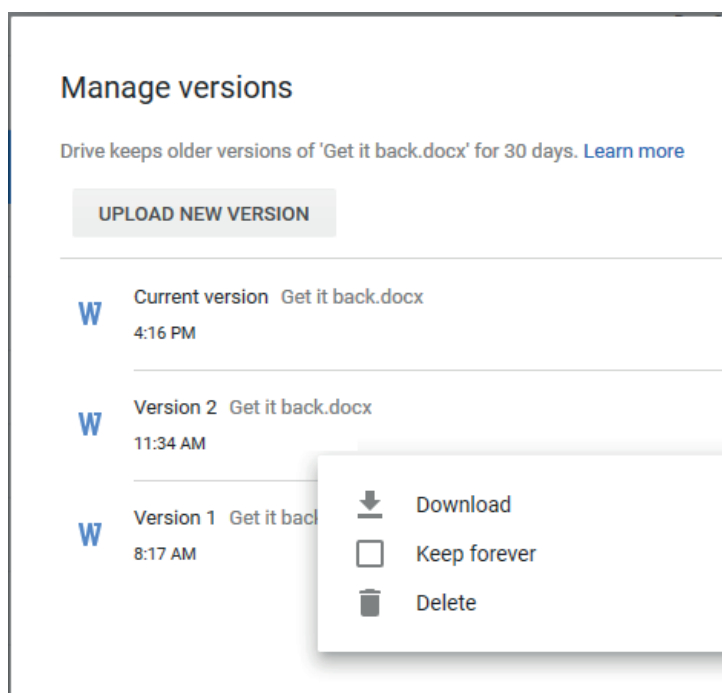 Manage versions
Drive keeps older versions of 'Get it back.docx' for 30 days. Learn more
UPLOAD NEW VERSION
Current version Get it back.docx
4:16 PM
Version 2 Get it back.docx
11:34 AM
Version 1 Get it
8:17 AM
Download
Keep forever
Delete